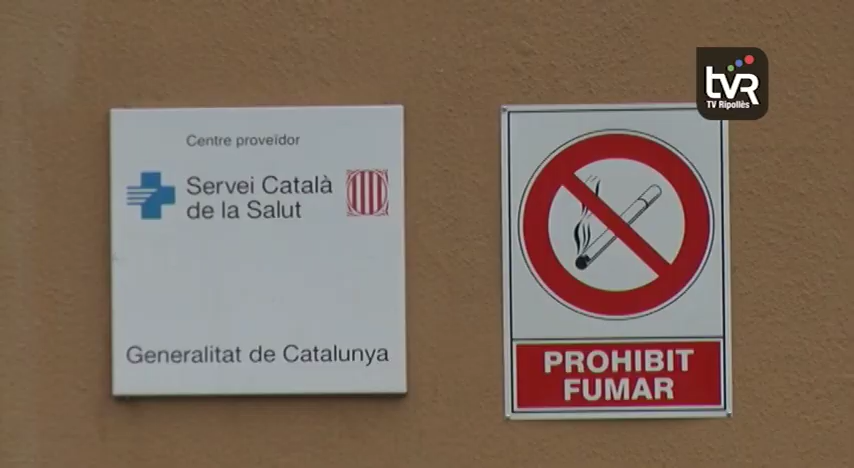 Centre proveïdor
Servei Català
de la Salut
Generalitat de Catalunya
PROHIBIT
FUMAR
tvR
TV Ripollès